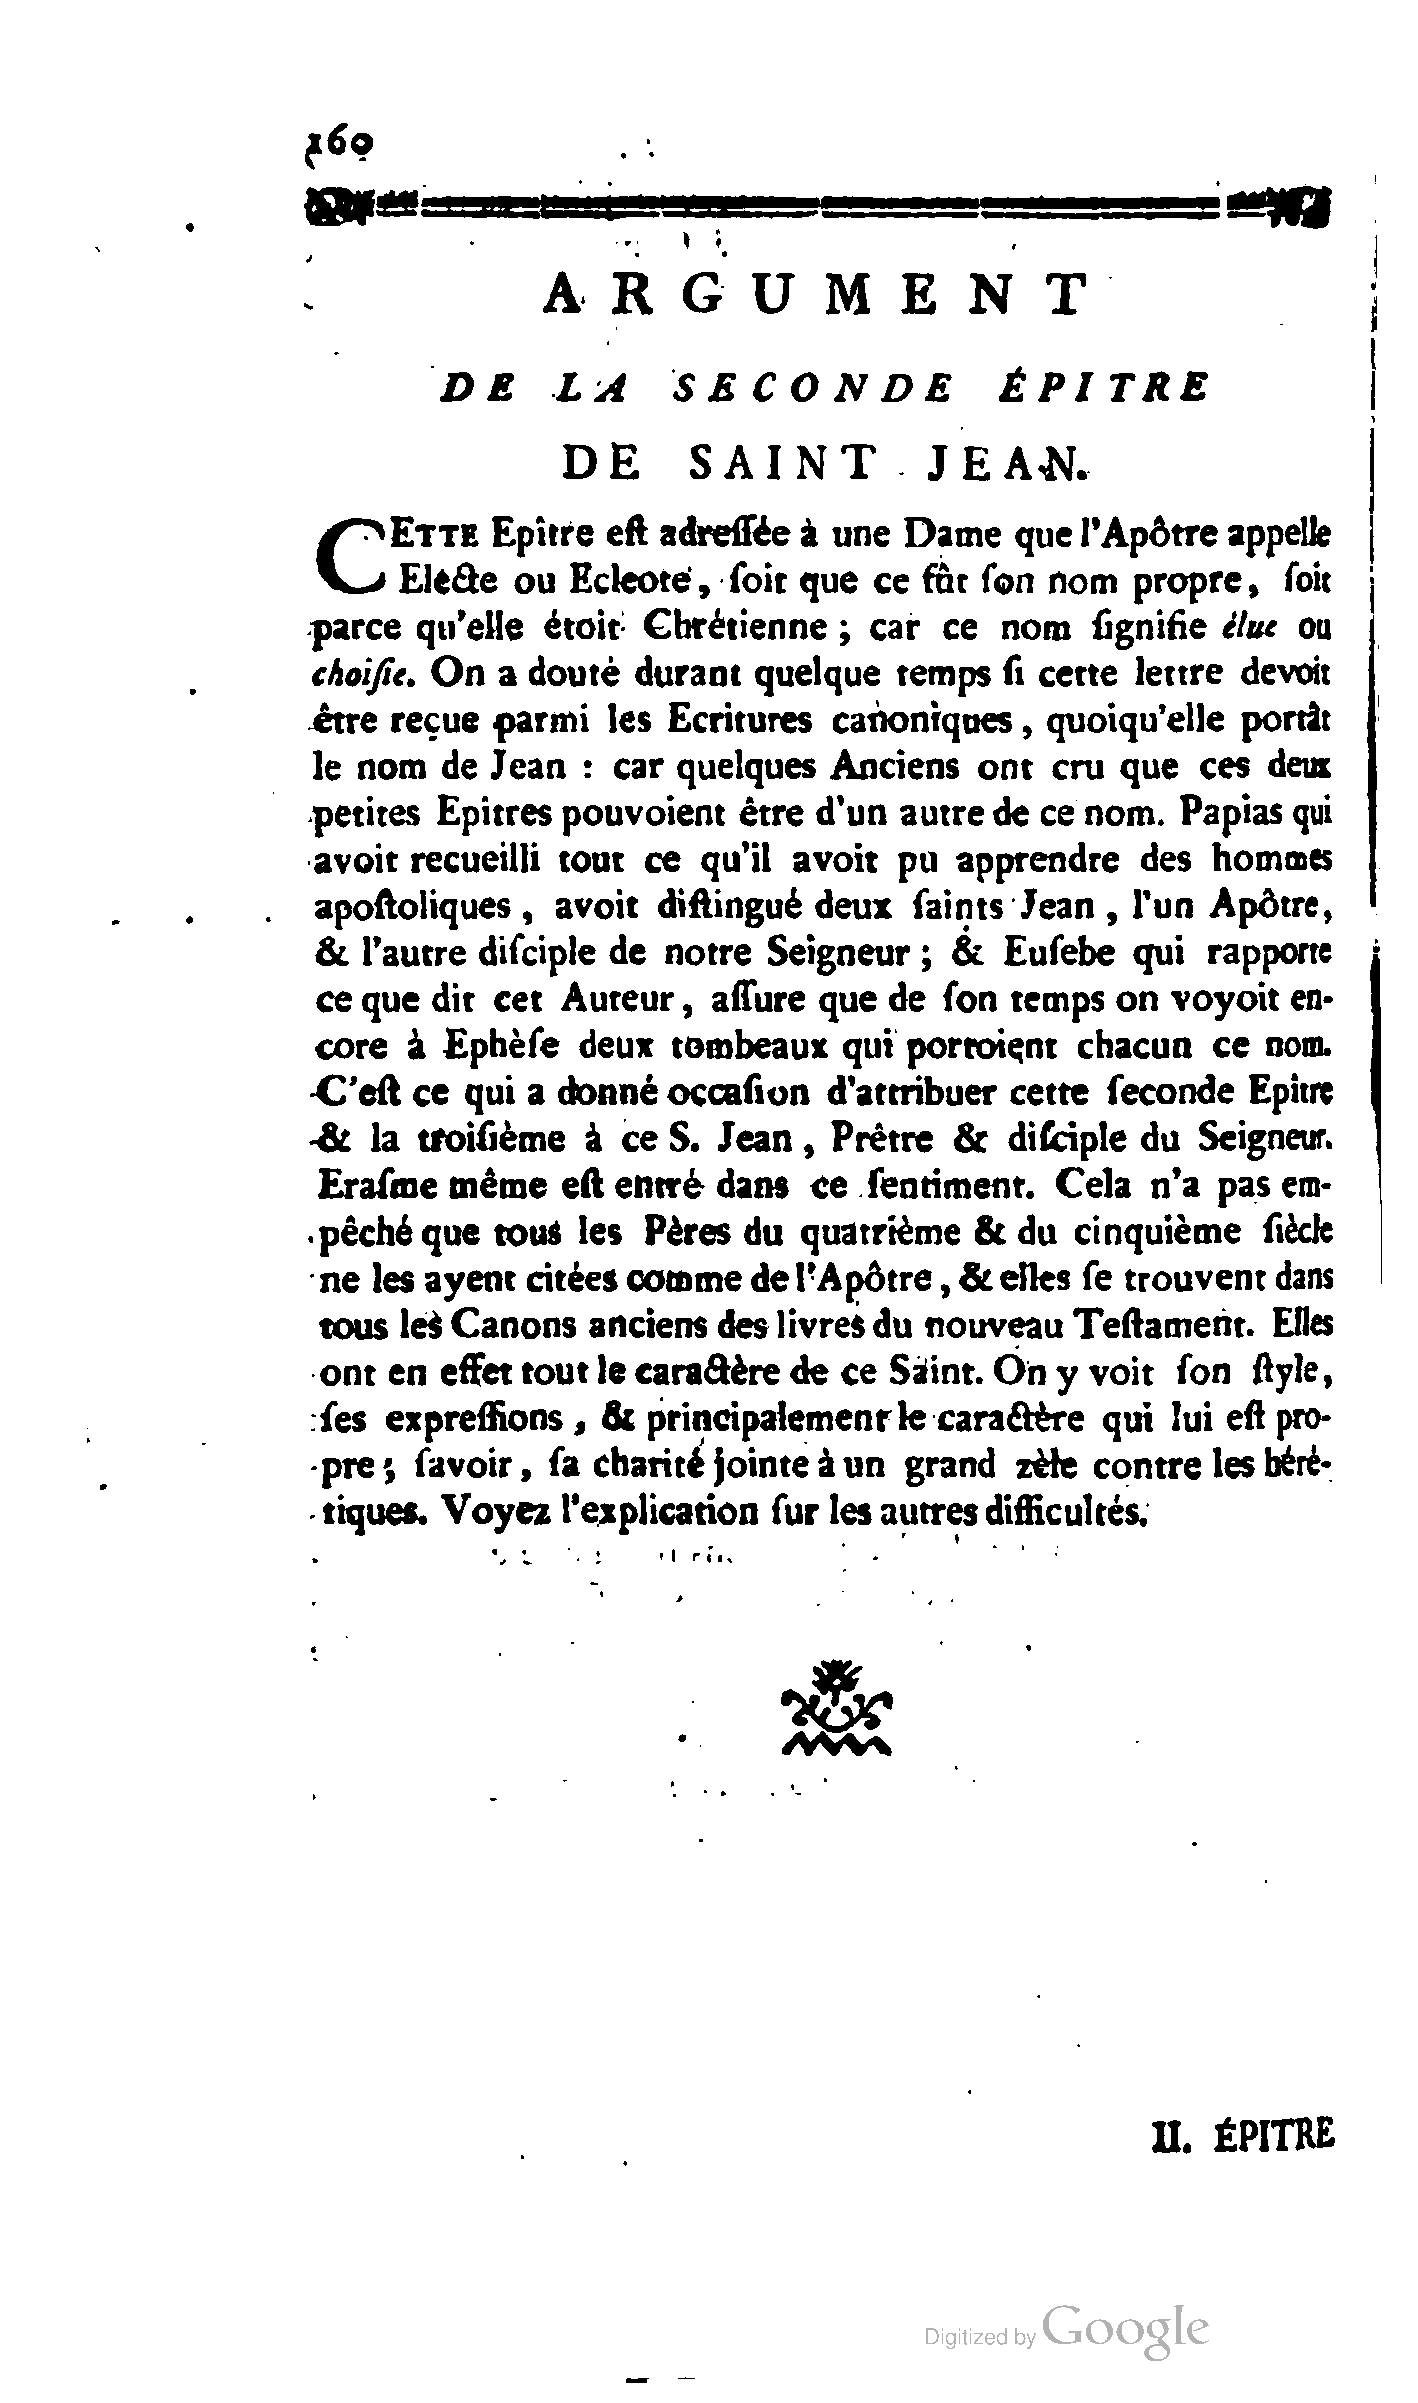 160
ARGUMENT
DE LA SECONDE ÉPITRE
DE SAINT JEAN.
CETTE Epître eſt adreſſée à une Dame que l'Apôtre appelle
Elécte ou Ecleote, ſoit que ce fût ſon nom propre, ſoit
parce qu'elle étoit Chrétienne ; car ce nom ſignifie élue ou
choiſie. On a douté durant quelque temps ſi cette lettre devoit
être reçue parmi les Ecritures canoniques, quoiqu'elle portât
le nom de Jean : car quelques Anciens ont cru que ces deux
petites Epitres pouvoient être d'un autre de ce nom. Papias qui
avoit recueilli tout ce qu'il avoit pu apprendre des hommes
apoſtoliques, avoit diſtingué deux ſaints Jean, l'un Apôtre,
& l'autre diſciple de notre Seigneur ; & Euſebe qui rapporte
ce que dit cet Auteur, aſſure que de ſon temps on voyoit en-
core à Ephèſe deux tombeaux qui portoient chacun ce nom.
C'eſt ce qui a donné occaſion d'attribuer cette ſeconde Epitre
& la troiſième à ce S. Jean, Prêtre & diſciple du Seigneur.
Eraſme même eſt entré dans ce ſentiment. Cela n'a pas em-
pêché que tous les Pères du quatrième & du cinquième ſiècle
ne les ayent citées comme de l'Apôtre, & elles ſe trouvent dans
tous les Canons anciens des livres du nouveau Teſtament. Elles
ont en effet tout le caractère de ce Saint. On y voit ſon ſtyle,
ſes expreſſions, & principalement le caractère qui lui eſt pro-
pre ; ſavoir, ſa charité jointe à un grand zèle contre les héré-
tiques. Voyez l'explication ſur les autres difficultés.
II. ÉPITRE
Digitized by Google